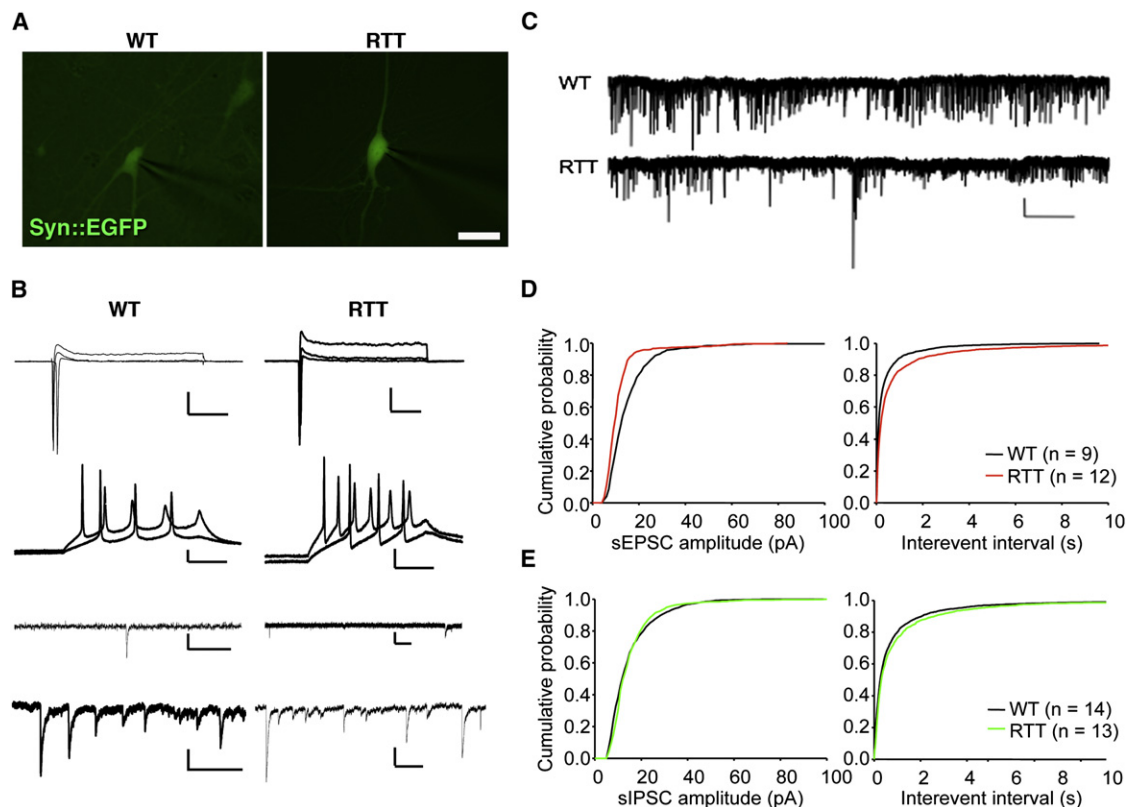 A
WT
RTT
Syn::EGFP
B
WT
RTT
C
WT
RTT
D
Cumulative probability
1.0
0.8
0.6
0.4
0.2
0.0
0
20
40
60
80
100
sEPSC amplitude (pA)
1.0
0.8
0.6
0.4
0.2
0.0
WT (n = 9)
RTT (n = 12)
0
2
4
6
8
10
Interevent interval (s)
E
Cumulative probability
1.0
0.8
0.6
0.4
0.2
0.0
0
20
40
60
80
100
sIPSC amplitude (pA)
1.0
0.8
0.6
0.4
0.2
0.0
WT (n = 14)
RTT (n = 13)
0
2
4
6
8
10
Interevent interval (s)